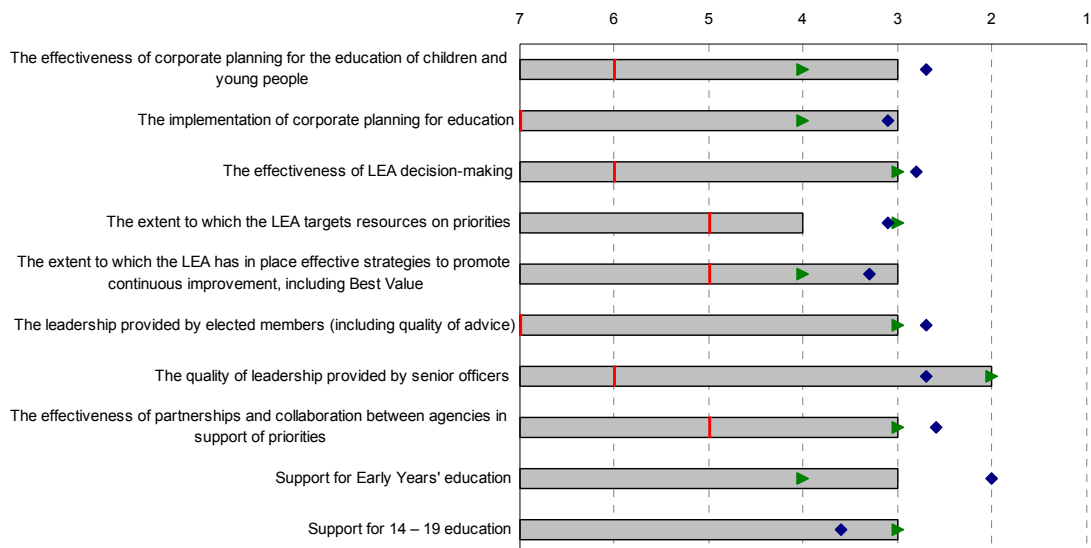 7 6 5 4 3 2 1
The effectiveness of corporate planning for the education of children and
young people
The implementation of corporate planning for education
The effectiveness of LEA decision-making
The extent to which the LEA targets resources on priorities
The extent to which the LEA has in place effective strategies to promote
continuous improvement, including Best Value
The leadership provided by elected members (including quality of advice)
The quality of leadership provided by senior officers
The effectiveness of partnerships and collaboration between agencies in
support of priorities
Support for Early Years' education
Support for 14 – 19 education